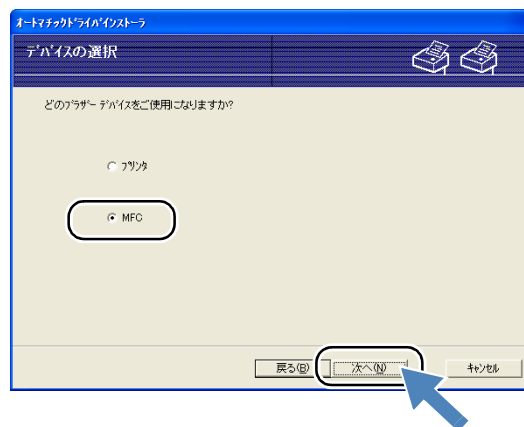 ｵｰﾄﾏﾁｯｸﾄﾞﾗｲﾊﾞｲﾝｽﾄｰﾗ
ﾃﾞﾊﾞｲｽの選択
どのﾌﾞﾗｻﾞｰ ﾃﾞﾊﾞｲｽをご使用になりますか?
ﾌﾟﾘﾝﾀ
MFC
戻る(B) 次へ(N) ｷｬﾝｾﾙ